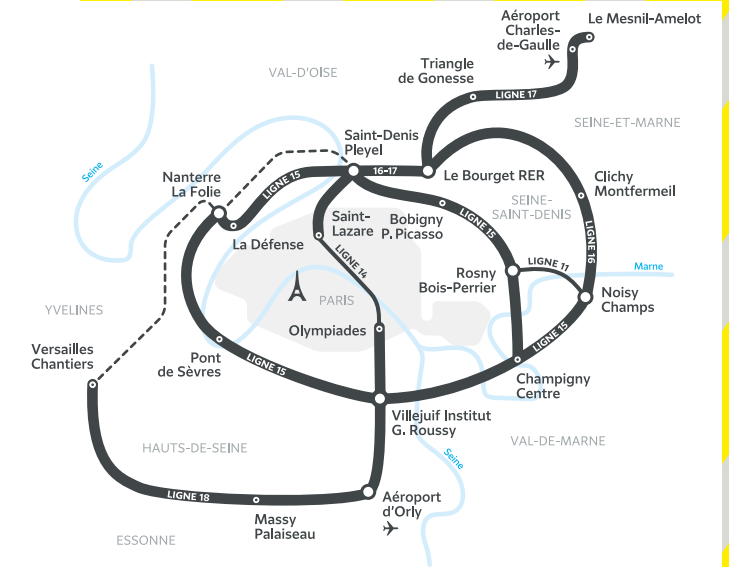 Aéroport
Charles-
de-Gaulle
Le Mesnil-Amelot
Triangle
de Gonesse
VAL-D'OISE
LIGNE 17
SEINE-ET-MARNE
Saint-Denis
Pleyel
16-17
Le Bourget RER
Seine
Nanterre
La Folie
LIGNE 15
Clichy
Montfermeil
SEINE-
SAINT-DENIS
Saint-
Lazare
Bobigny
P. Picasso
LIGNE 15
La Défense
LIGNE 16
LIGNE 14
LIGNE 11
Marne
Rosny
Bois-Perrier
Noisy
Champs
PARIS
YVELINES
Olympiades
LIGNE 15
Versailles
Chantiers
Pont
de Sèvres
LIGNE 15
Champigny
Centre
Villejuif Institut
G. Roussy
VAL-DE-MARNE
HAUTS-DE-SEINE
Seine
LIGNE 18
Aéroport
d'Orly
Massy
Palaiseau
ESSONNE